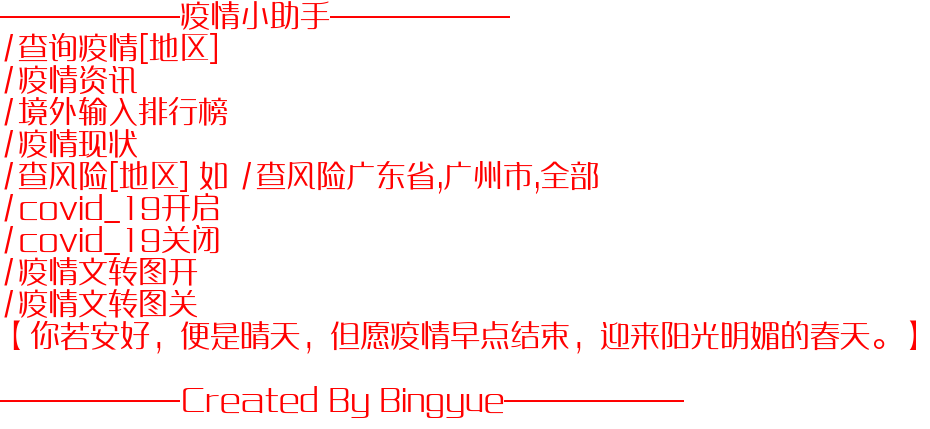 ——————疫情小助手——————
/查询疫情[地区]
/疫情资讯
/境外输入排行榜
/疫情现状
/查风险[地区] 如 /查风险广东省,广州市,全部
/covid_19开启
/covid_19关闭
/疫情文转图开
/疫情文转图关
【你若安好，便是晴天，但愿疫情早点结束，迎来阳光明媚的春天。】
——————Created By Bingyue——————